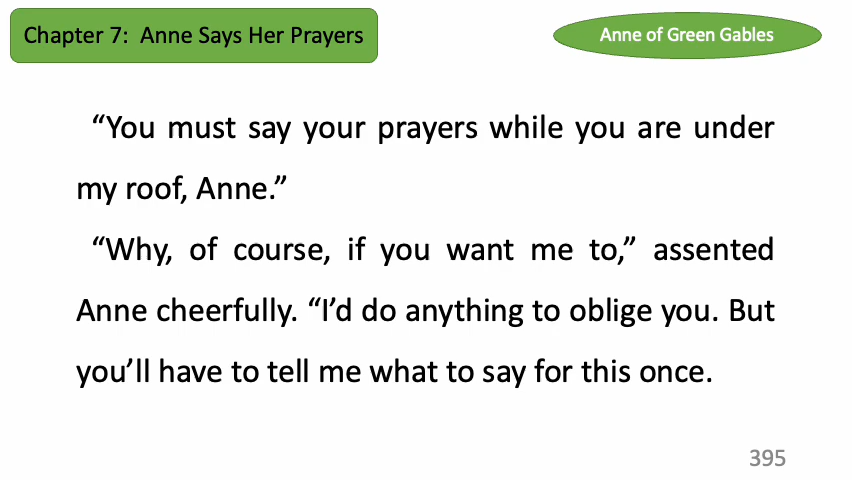 Chapter 7:  Anne Says Her Prayers
Anne of Green Gables
“You must say your prayers while you are under
my roof, Anne.”
“Why, of course, if you want me to,” assented
Anne cheerfully. “I’d do anything to oblige you. But
you’ll have to tell me what to say for this once.
395